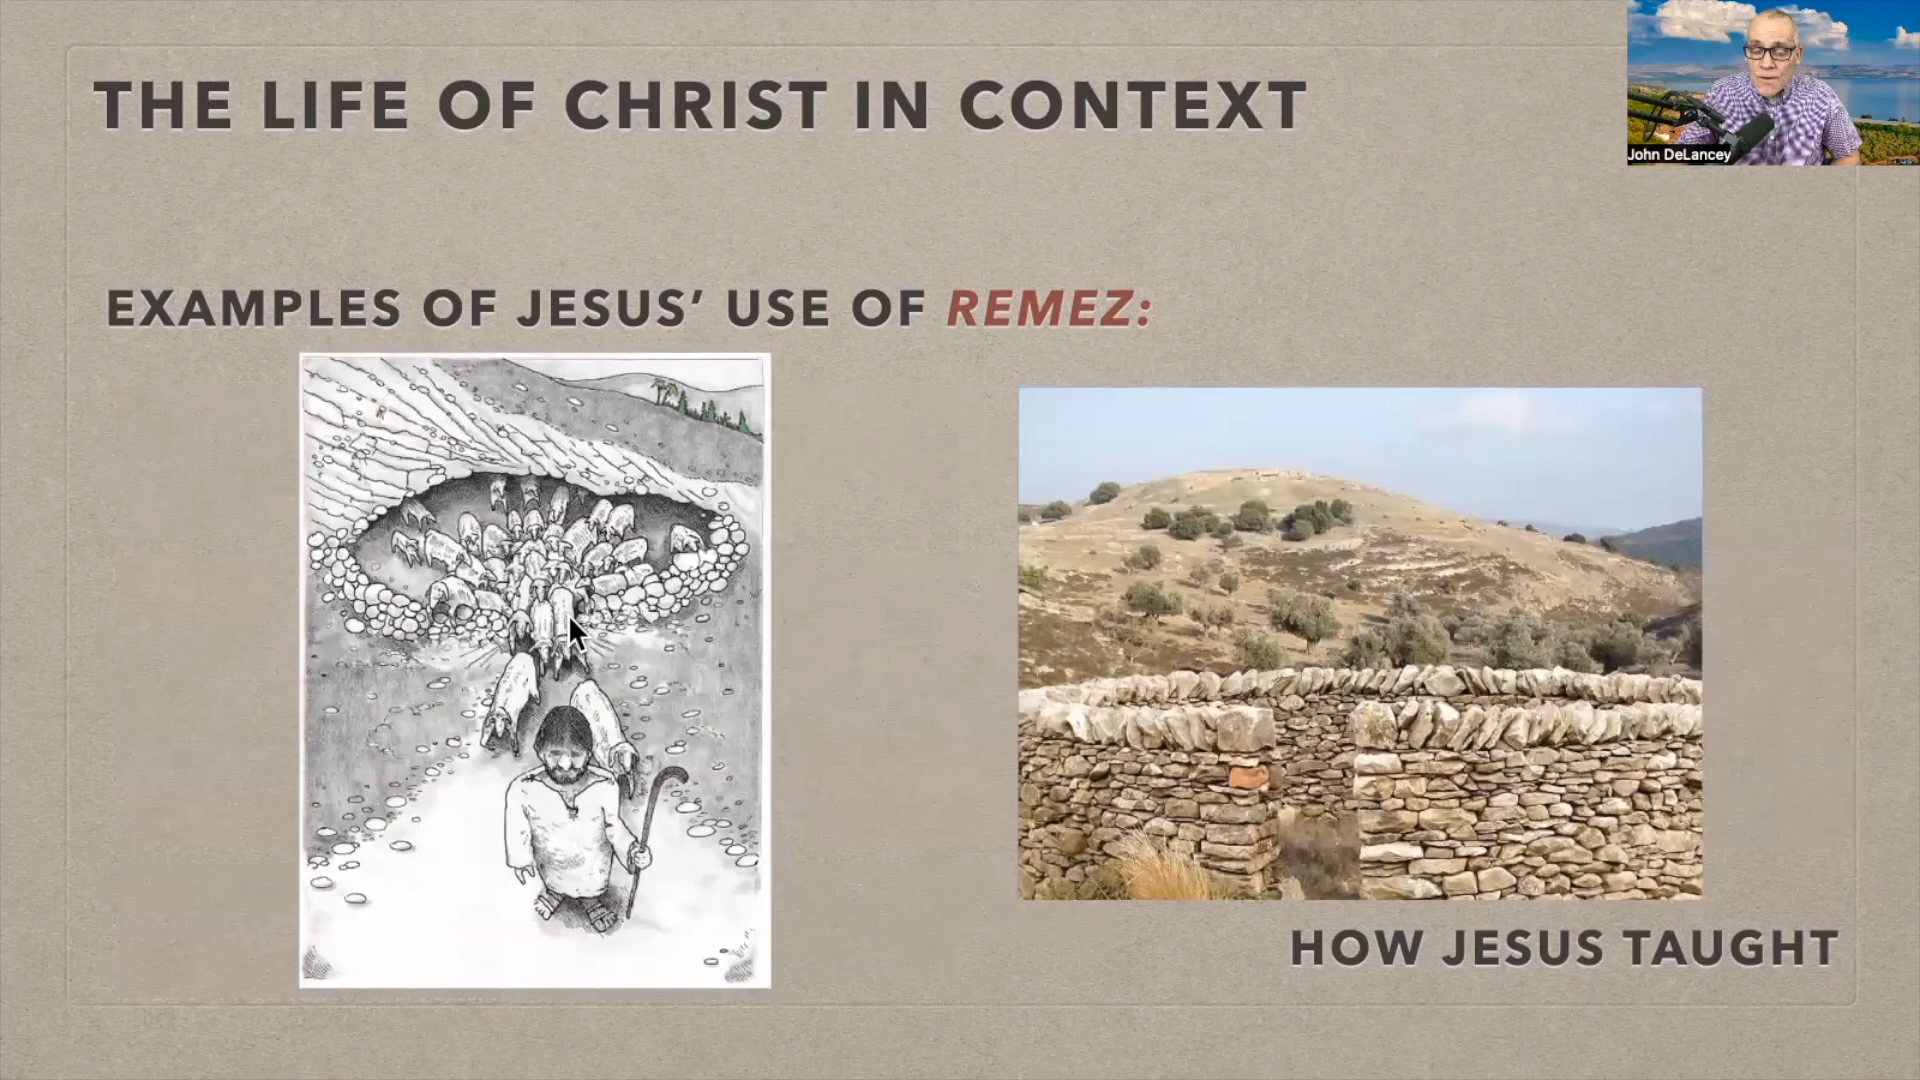 THE LIFE OF CHRIST IN CONTEXT
John DeLancey
EXAMPLES OF JESUS’ USE OF REMEZ:
HOW JESUS TAUGHT